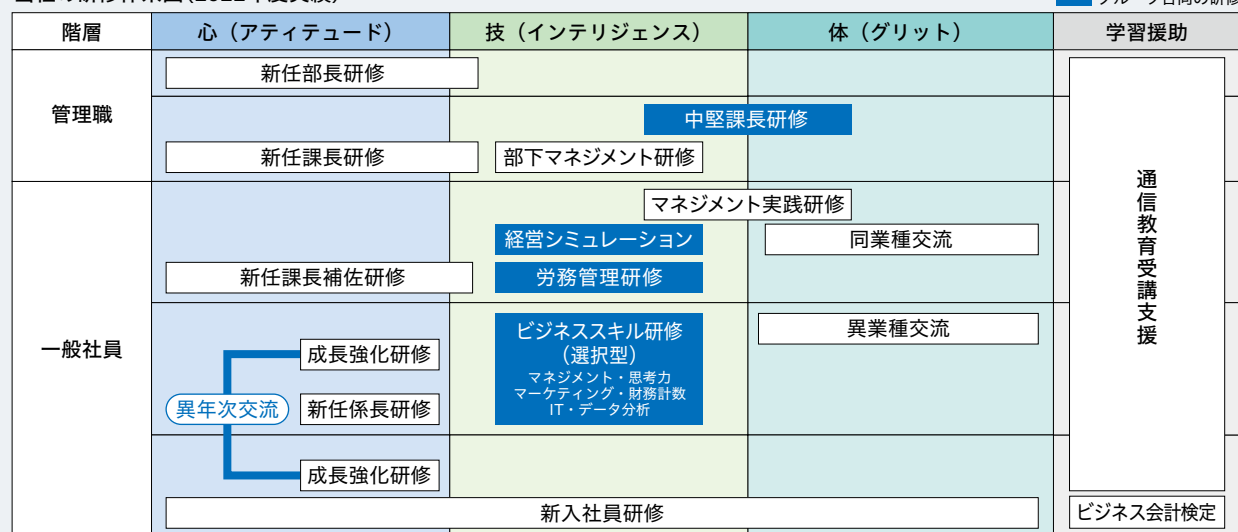 階層
心（アティテュード）
技（インテリジェンス）
体（グリット）
学習援助
管理職
新任部長研修
中堅課長研修
新任課長研修
部下マネジメント研修
一般社員
マネジメント実践研修
経営シミュレーション
同業種交流
新任課長補佐研修
労務管理研修
ビジネススキル研修
（選択型）
マネジメント・思考力
マーケティング・財務計数
IT・データ分析
異業種交流
成長強化研修
異年次交流
新任係長研修
成長強化研修
新入社員研修
通信教育受講支援
ビジネス会計検定